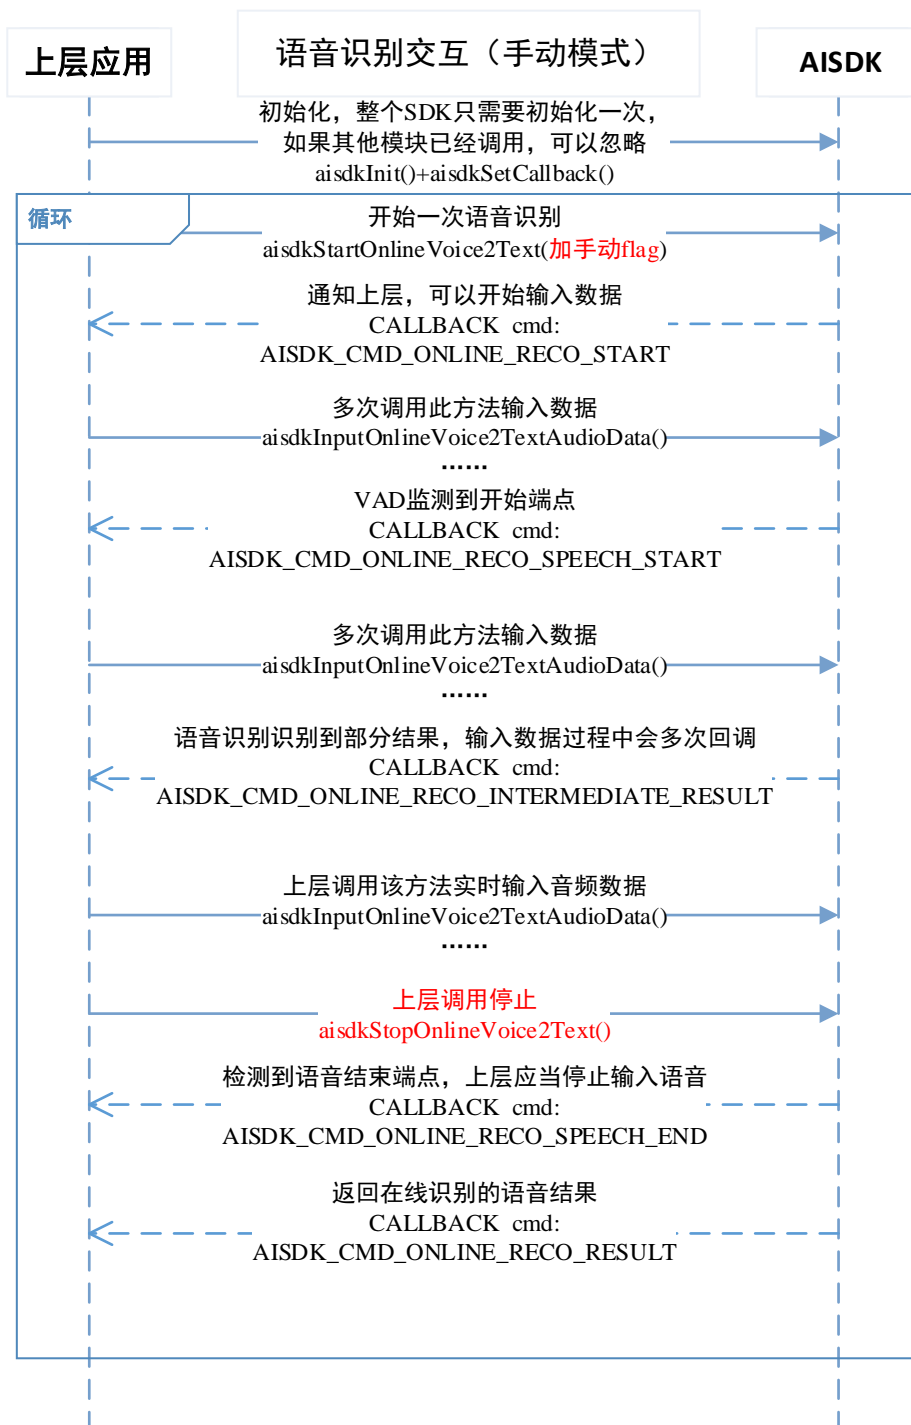 上层应用
语音识别交互（手动模式）
AISDK
初始化，整个SDK只需要初始化一次，
如果其他模块已经调用，可以忽略
aisdkInit()+aisdkSetCallback()
循环
开始一次语音识别
aisdkStartOnlineVoice2Text(加手动flag)
通知上层，可以开始输入数据
CALLBACK cmd:
AISDK_CMD_ONLINE_RECO_START
多次调用此方法输入数据
aisdkInputOnlineVoice2TextAudioData()
……
VAD监测到开始端点
CALLBACK cmd:
AISDK_CMD_ONLINE_RECO_SPEECH_START
多次调用此方法输入数据
aisdkInputOnlineVoice2TextAudioData()
……
语音识别识别到部分结果，输入数据过程中会多次回调
CALLBACK cmd:
AISDK_CMD_ONLINE_RECO_INTERMEDIATE_RESULT
上层调用该方法实时输入音频数据
aisdkInputOnlineVoice2TextAudioData()
……
上层调用停止
aisdkStopOnlineVoice2Text()
检测到语音结束端点，上层应当停止输入语音
CALLBACK cmd:
AISDK_CMD_ONLINE_RECO_SPEECH_END
返回在线识别的语音结果
CALLBACK cmd:
AISDK_CMD_ONLINE_RECO_RESULT